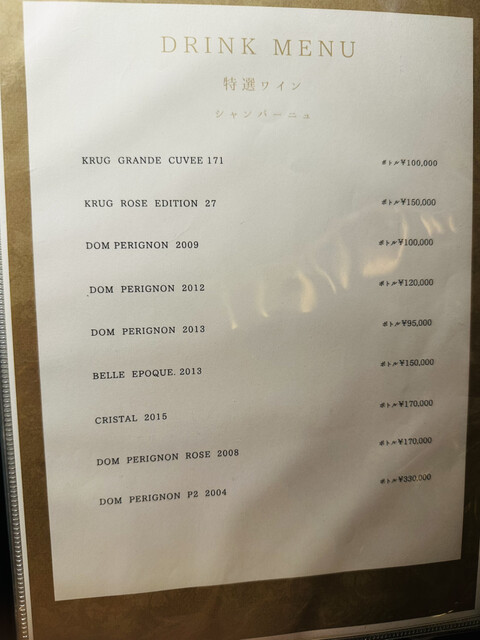 DRINK MENU
特選ワイン
シャンパーニュ
KRUG GRANDE CUVEE 171 ボトル¥100,000
KRUG ROSE EDITION 27 ボトル¥150,000
DOM PERIGNON 2009 ボトル¥100,000
DOM PERIGNON 2012 ボトル¥120,000
DOM PERIGNON 2013 ボトル¥95,000
BELLE EPOQUE. 2013 ボトル¥150,000
CRISTAL 2015 ボトル¥170,000
DOM PERIGNON ROSE 2008 ボトル¥170,000
DOM PERIGNON P2 2004 ボトル¥330,000